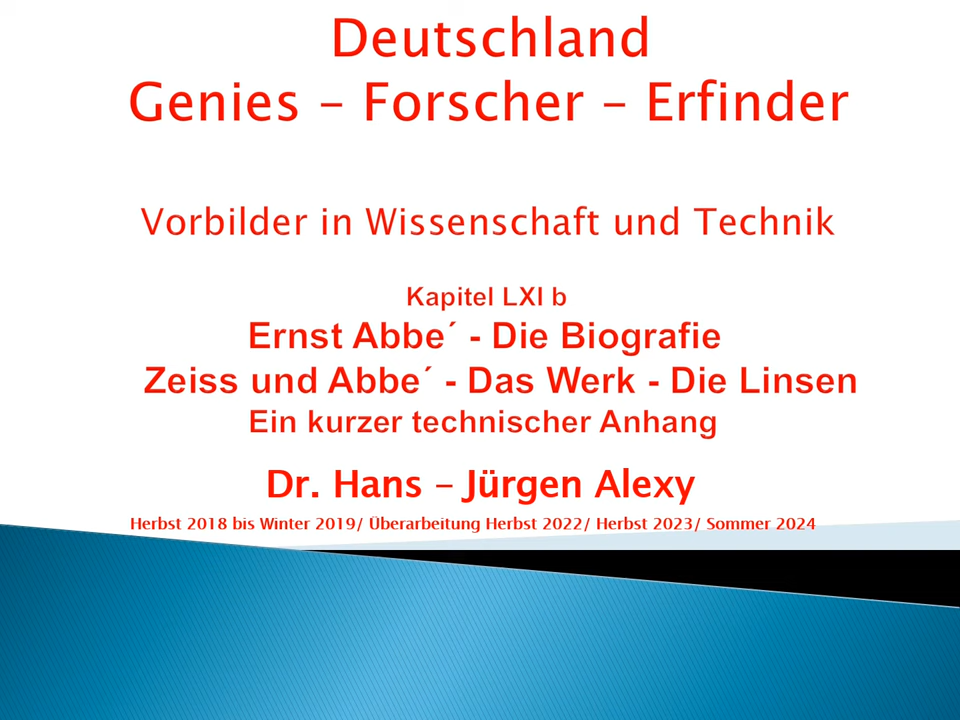 Deutschland
Genies – Forscher – Erfinder
Vorbilder in Wissenschaft und Technik
Kapitel LXI b
Ernst Abbe´ - Die Biografie
Zeiss und Abbe´ - Das Werk - Die Linsen
Ein kurzer technischer Anhang
Dr. Hans – Jürgen Alexy
Herbst 2018 bis Winter 2019/ Überarbeitung Herbst 2022/ Herbst 2023/ Sommer 2024